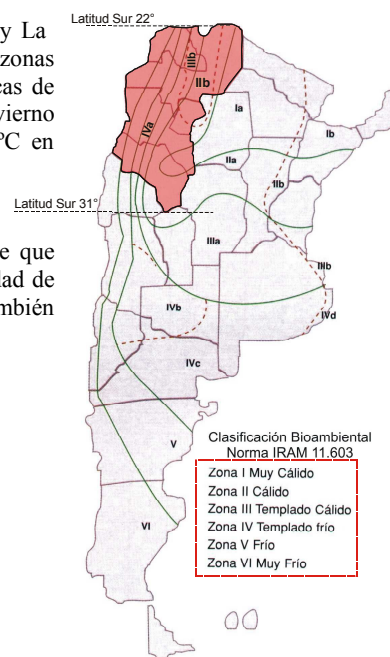 Latitud Sur 22°
y La
zonas
cas de
vierno
ºC en
IIIb
IIb
IVa
Ia
Ib
IIa
IIb
Latitud Sur 31°
e que
dad de
mbién
IIIa
IIIb
IVb
IVd
IVc
V
VI
Clasificación Bioambiental
Norma IRAM 11.603
Zona I Muy Cálido
Zona II Cálido
Zona III Templado Cálido
Zona IV Templado frío
Zona V Frío
Zona VI Muy Frío